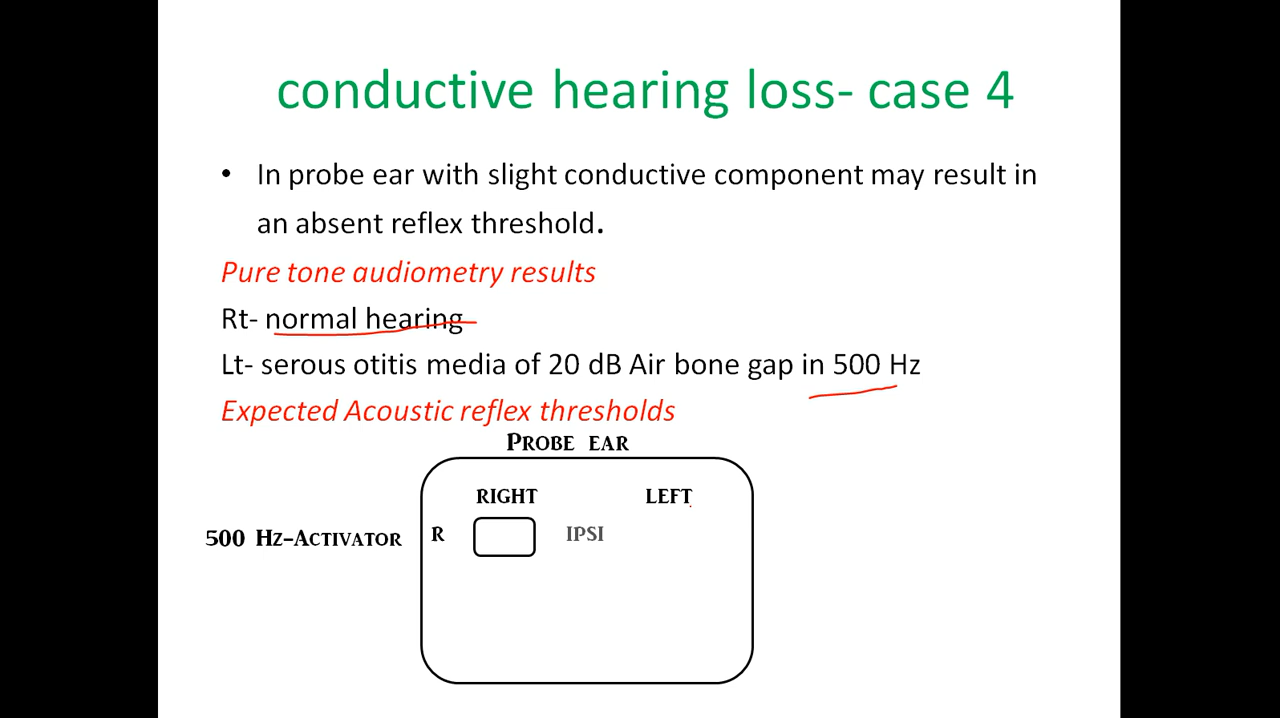 conductive hearing loss- case 4
• In probe ear with slight conductive component may result in
an absent reflex threshold.
Pure tone audiometry results
Rt- normal hearing
Lt- serous otitis media of 20 dB Air bone gap in 500 Hz
Expected Acoustic reflex thresholds
PROBE EAR
RIGHT LEFT
500 HZ-ACTIVATOR R IPSI